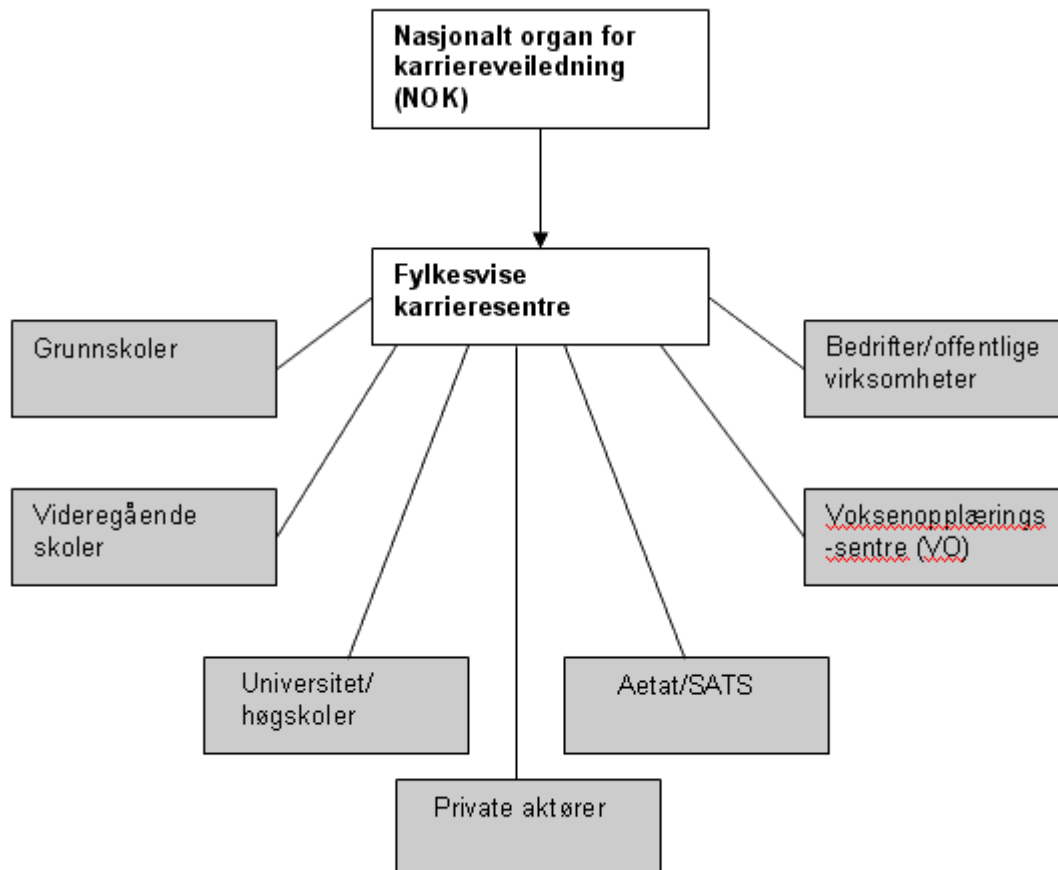 Nasjonalt organ for
karriereveiledning
(NOK)
Fylkesvise
karrieresentre
Grunnskoler
Bedrifter/offentlige
virksomheter
Videregående
skoler
Voksenopplærings
-sentre (VO)
Universitet/
høgskoler
Aetat/SATS
Private aktører